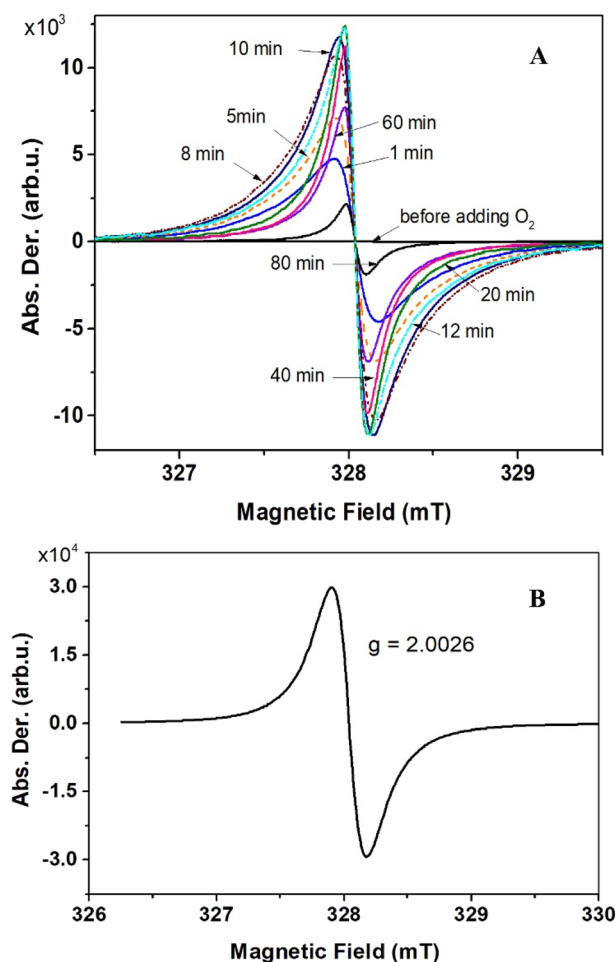 x10³
A
10
10 min
5min
60 min
8 min
1 min
5
before adding O₂
0
80 min
20 min
-5
12 min
40 min
-10
Abs. Der. (arb.u.)
327 328 329
Magnetic Field (mT)
x10⁴
B
3.0
g = 2.0026
1.5
0.0
-1.5
-3.0
Abs. Der. (arb.u.)
326 327 328 329 330
Magnetic Field (mT)